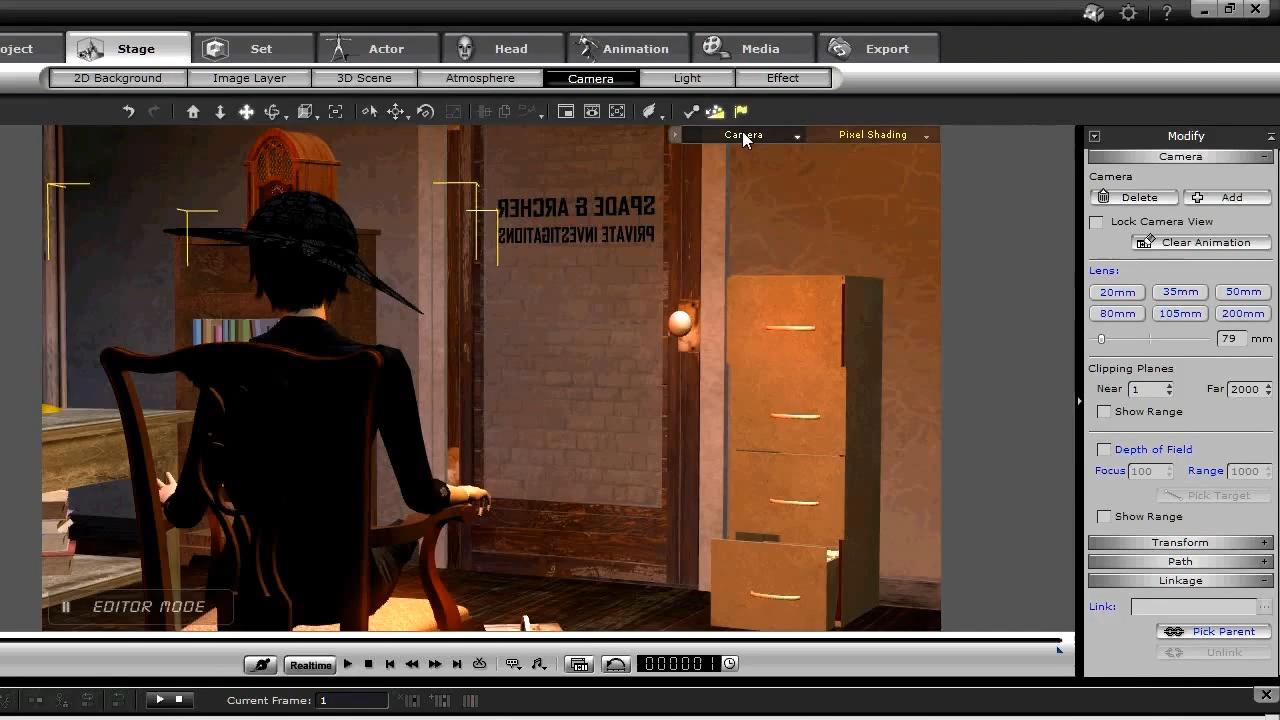 ?
oject
Stage
Set
Actor
Head
Animation
Media
Export
2D Background
Image Layer
3D Scene
Atmosphere
Camera
Light
Effect
Camera
Pixel Shading
Modify
Camera
Camera
Delete
Add
Lock Camera View
Clear Animation
Lens:
20mm
35mm
50mm
80mm
105mm
200mm
79 mm
Clipping Planes
Near 1
Far 2000
Show Range
Depth of Field
Focus 100
Range 1000
Pick Target
Show Range
Transform +
Path +
Linkage −
Link:
Pick Parent
Unlink
SPADE & ARCHER
PRIVATE INVESTIGATIONS
EDITOR MODE
Realtime
000001
Current Frame: 1